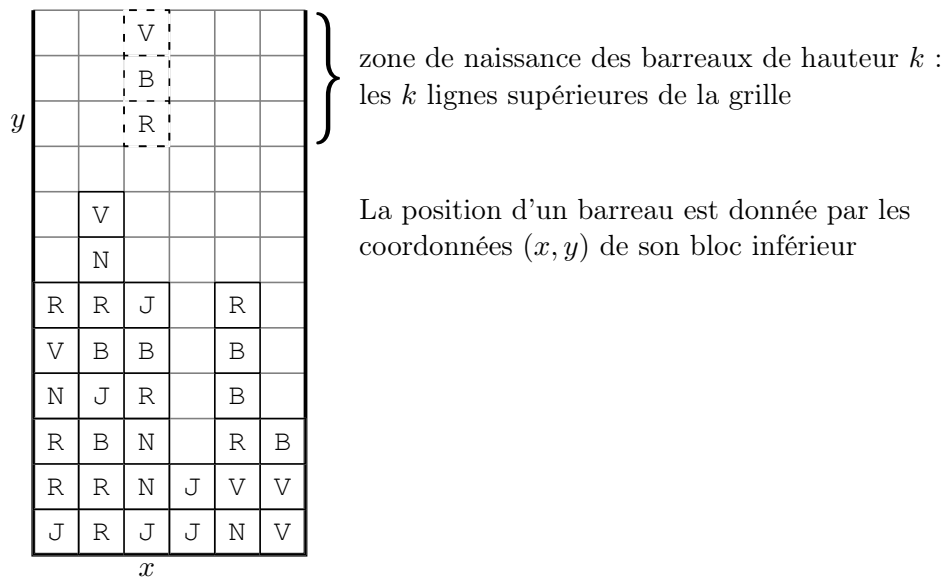 V
zone de naissance des barreaux de hauteur k :
B
les k lignes supérieures de la grille
y R
V
La position d'un barreau est donnée par les
coordonnées (x, y) de son bloc inférieur
N
R R J R
V B B B
N J R B
R B N R B
R R N J V V
J R J J N V
x